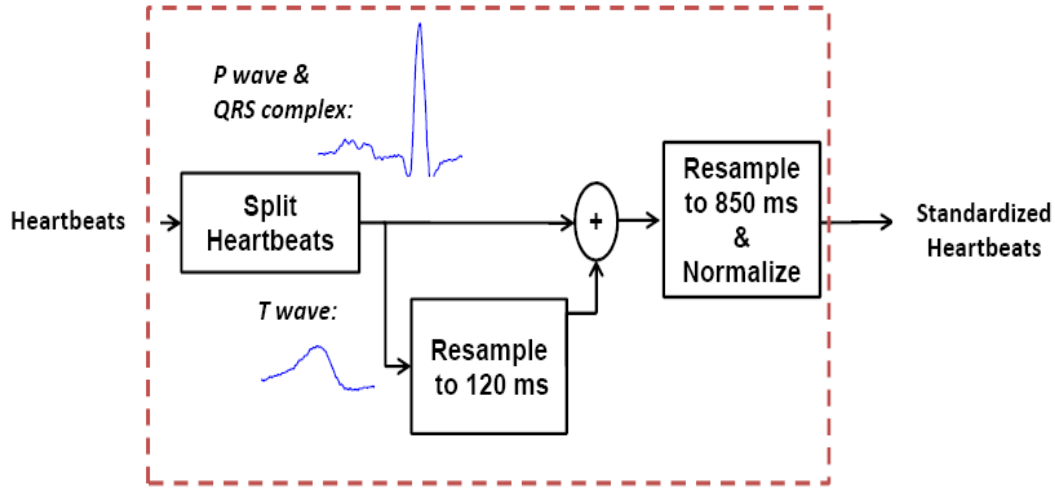 P wave &
QRS complex:
Heartbeats
Split
Heartbeats
+
Resample
to 850 ms
&
Normalize
Standardized
Heartbeats
T wave:
Resample
to 120 ms